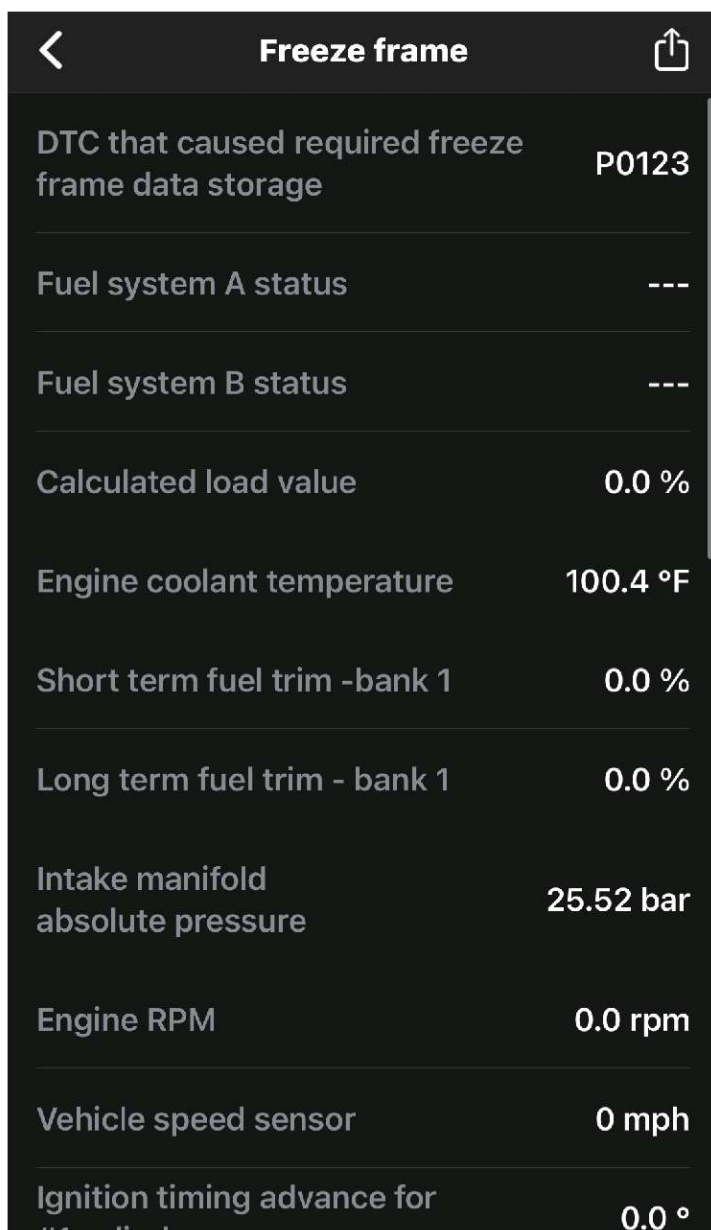 Freeze frame
DTC that caused required freeze
frame data storage
P0123
Fuel system A status
---
Fuel system B status
---
Calculated load value
0.0 %
Engine coolant temperature
100.4 ºF
Short term fuel trim -bank 1
0.0 %
Long term fuel trim - bank 1
0.0 %
Intake manifold
absolute pressure
25.52 bar
Engine RPM
0.0 rpm
Vehicle speed sensor
0 mph
Ignition timing advance for
0.0 º